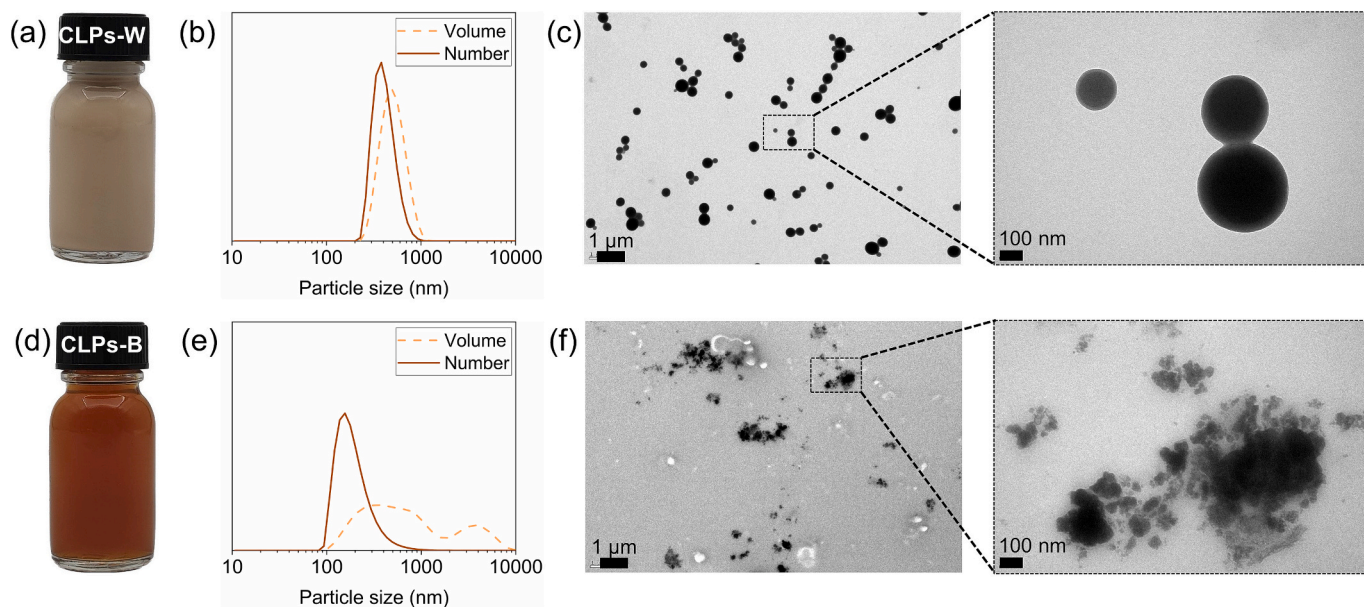 (a)
CLPs-W
(b)
Volume
Number
10
100
1000
10000
Particle size (nm)
(c)
1 μm
100 nm
(d)
CLPs-B
(e)
Volume
Number
10
100
1000
10000
Particle size (nm)
(f)
1 μm
100 nm